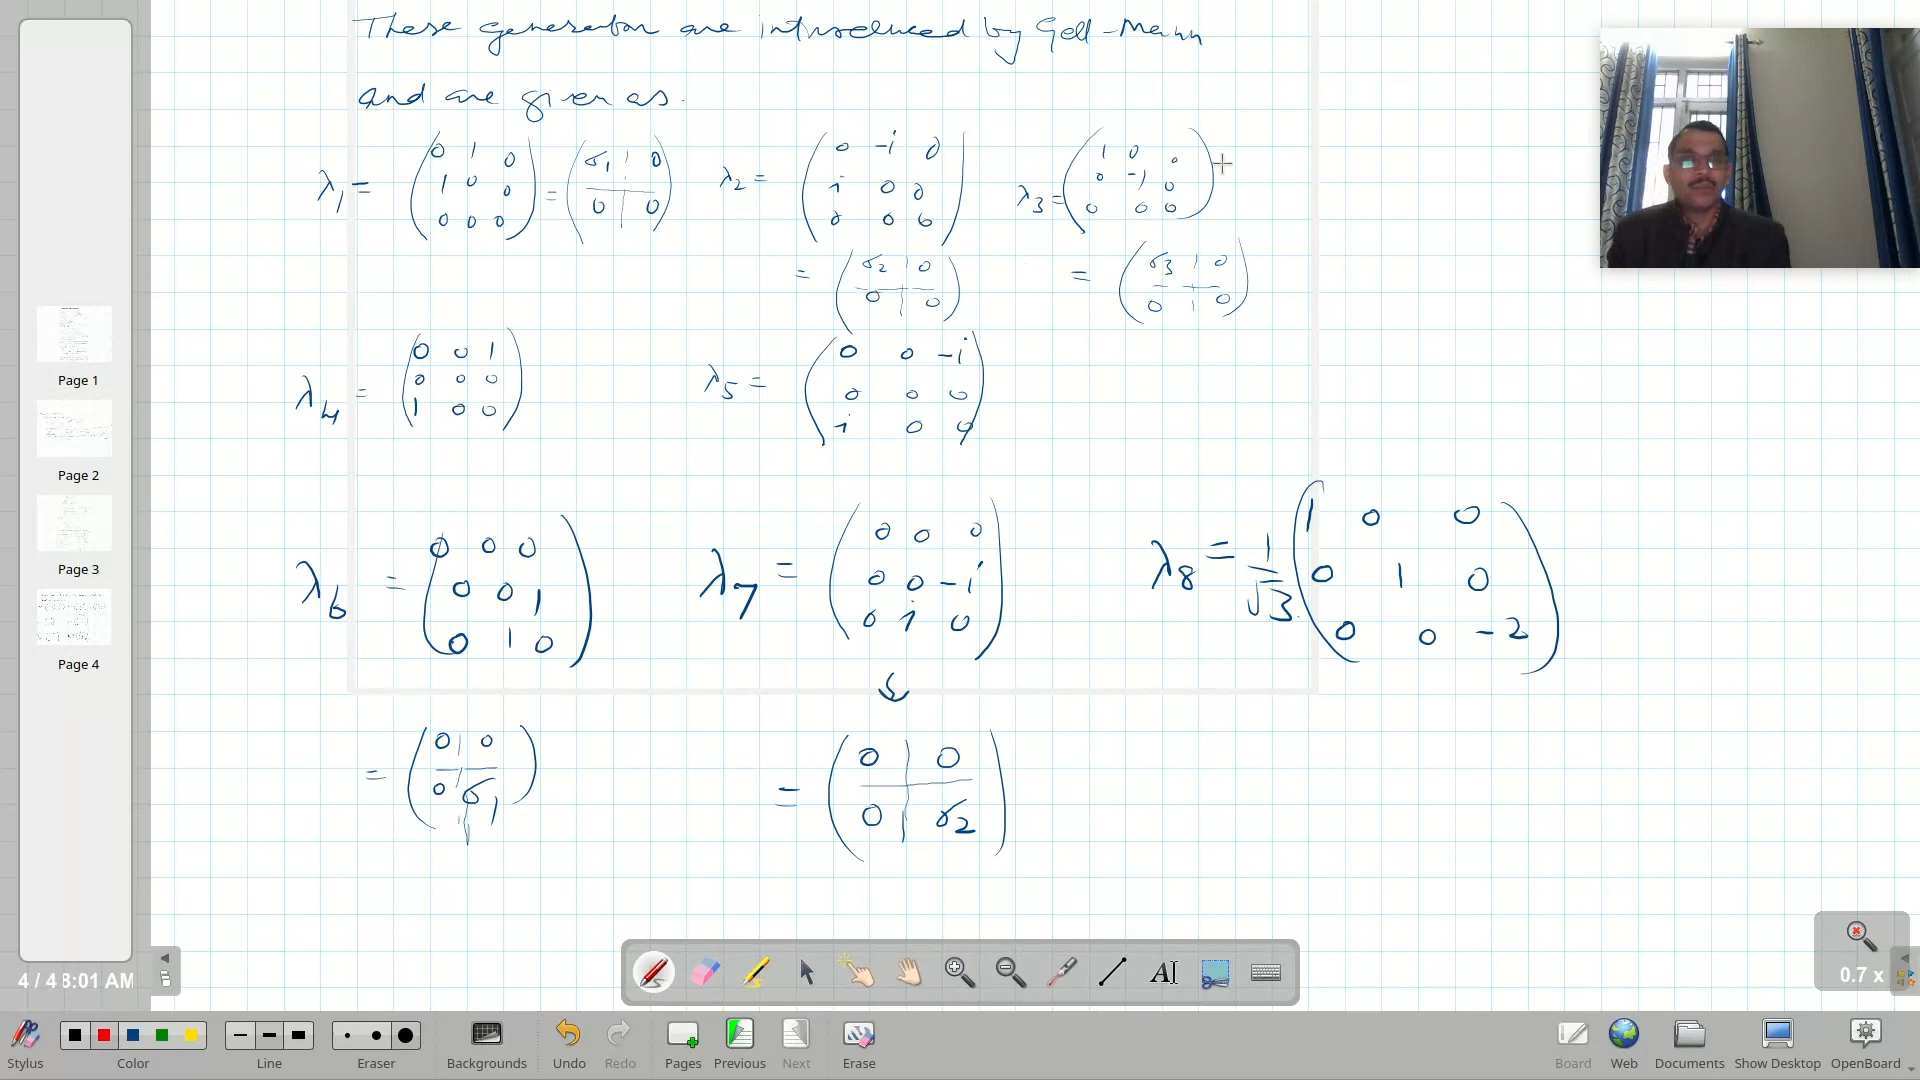 These generator are introduced by Gell-Mann
and are given as.
λ1 = (0 1 0; 1 0 0; 0 0 0) = (σ1 | 0; 0 | 0)
λ2 = (0 -i 0; i 0 0; 0 0 0)
= (σ2 | 0; 0 | 0)
λ3 = (1 0 0; 0 -1 0; 0 0 0)
= (σ3 | 0; 0 | 0)
λ4 = (0 0 1; 0 0 0; 1 0 0)
λ5 = (0 0 -i; 0 0 0; i 0 0)
λ6 = (0 0 0; 0 0 1; 0 1 0)
= (0 | 0; 0 | σ1)
λ7 = (0 0 0; 0 0 -i; 0 i 0)
↓
= (0 | 0; 0 | σ2)
λ8 = 1/√3 (1 0 0; 0 1 0; 0 0 -2)
Page 1
Page 2
Page 3
Page 4
4 / 4 8:01 AM
0.7 x
Stylus
Color
Line
Eraser
Backgrounds
Undo
Redo
Pages
Previous
Next
Erase
Board
Web
Documents
Show Desktop
OpenBoard